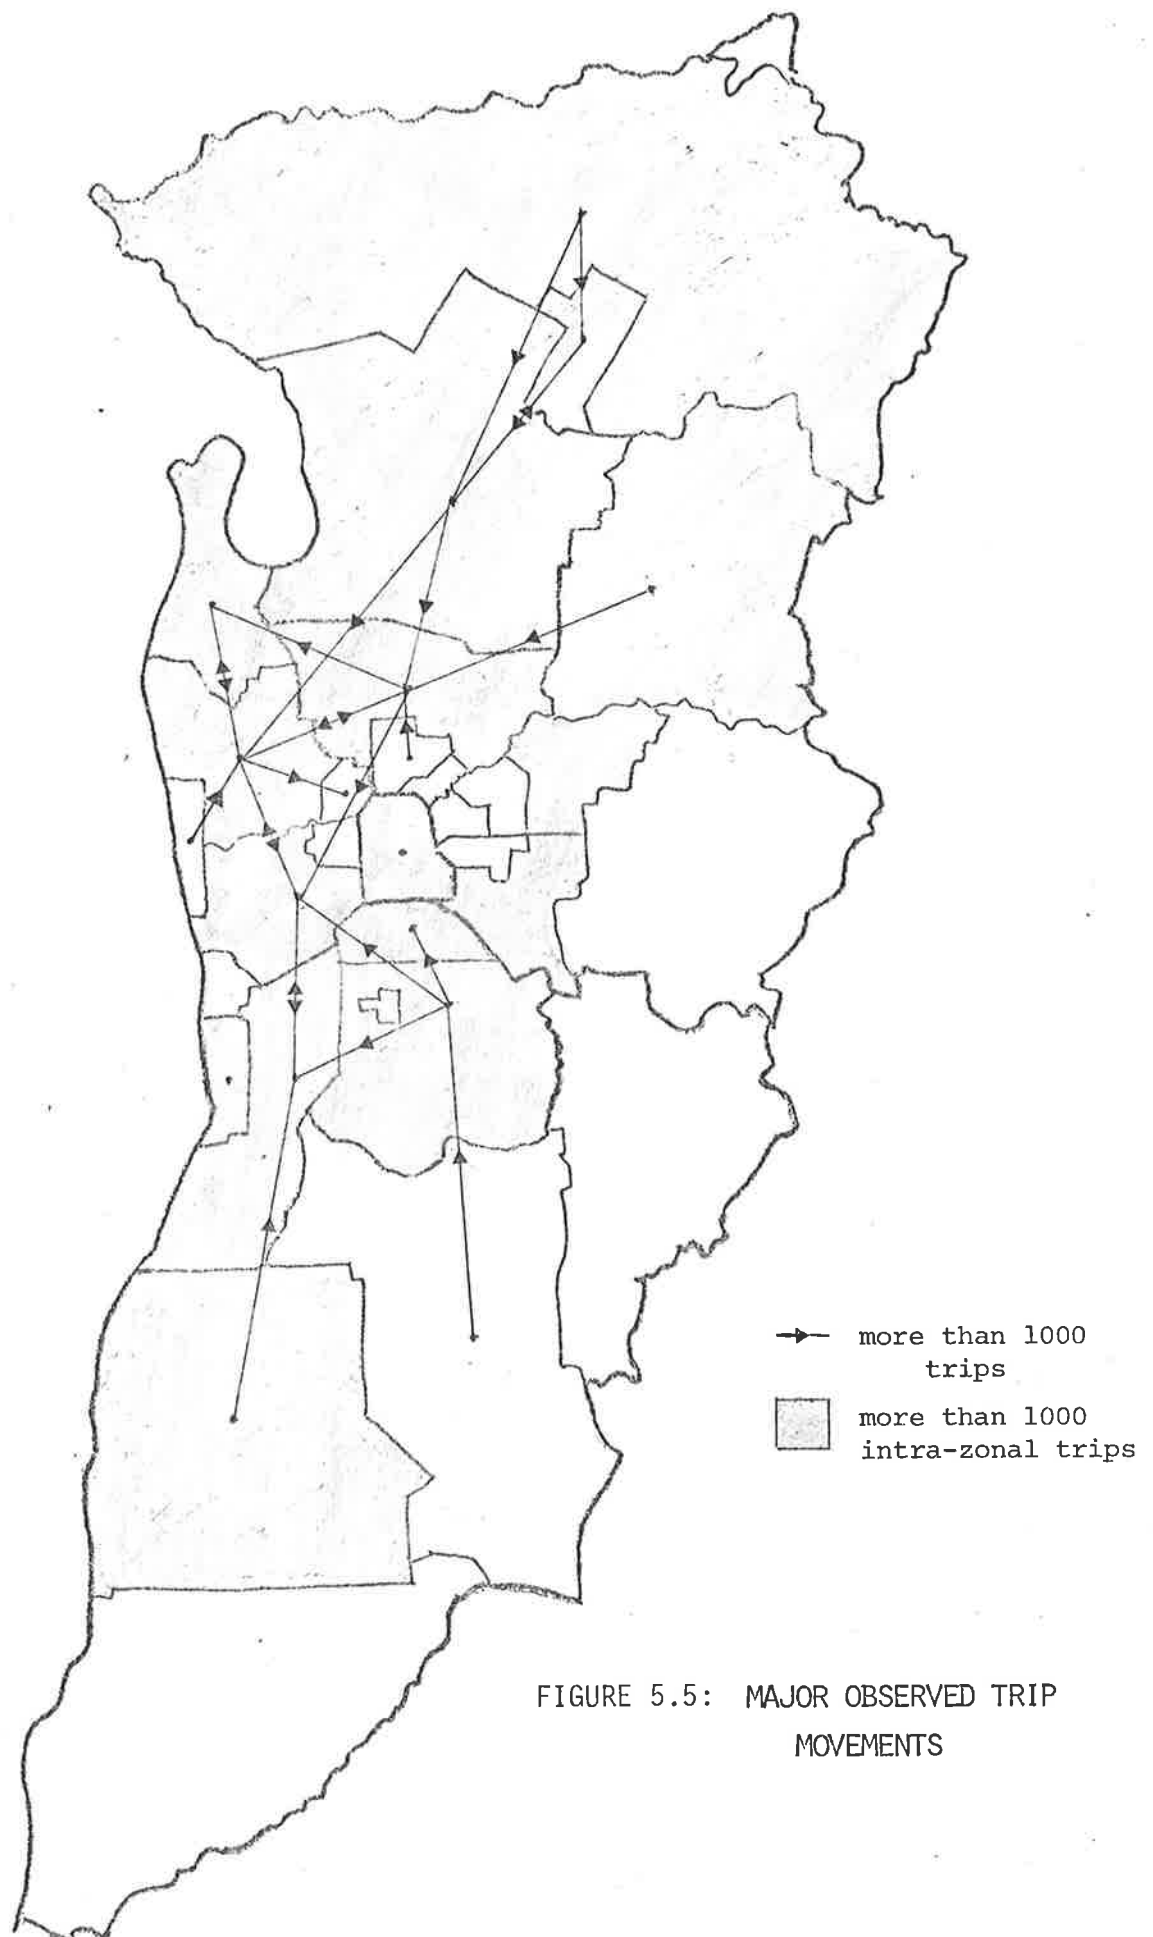 more than 1000
trips
more than 1000
intra-zonal trips
FIGURE 5.5: MAJOR OBSERVED TRIP
MOVEMENTS